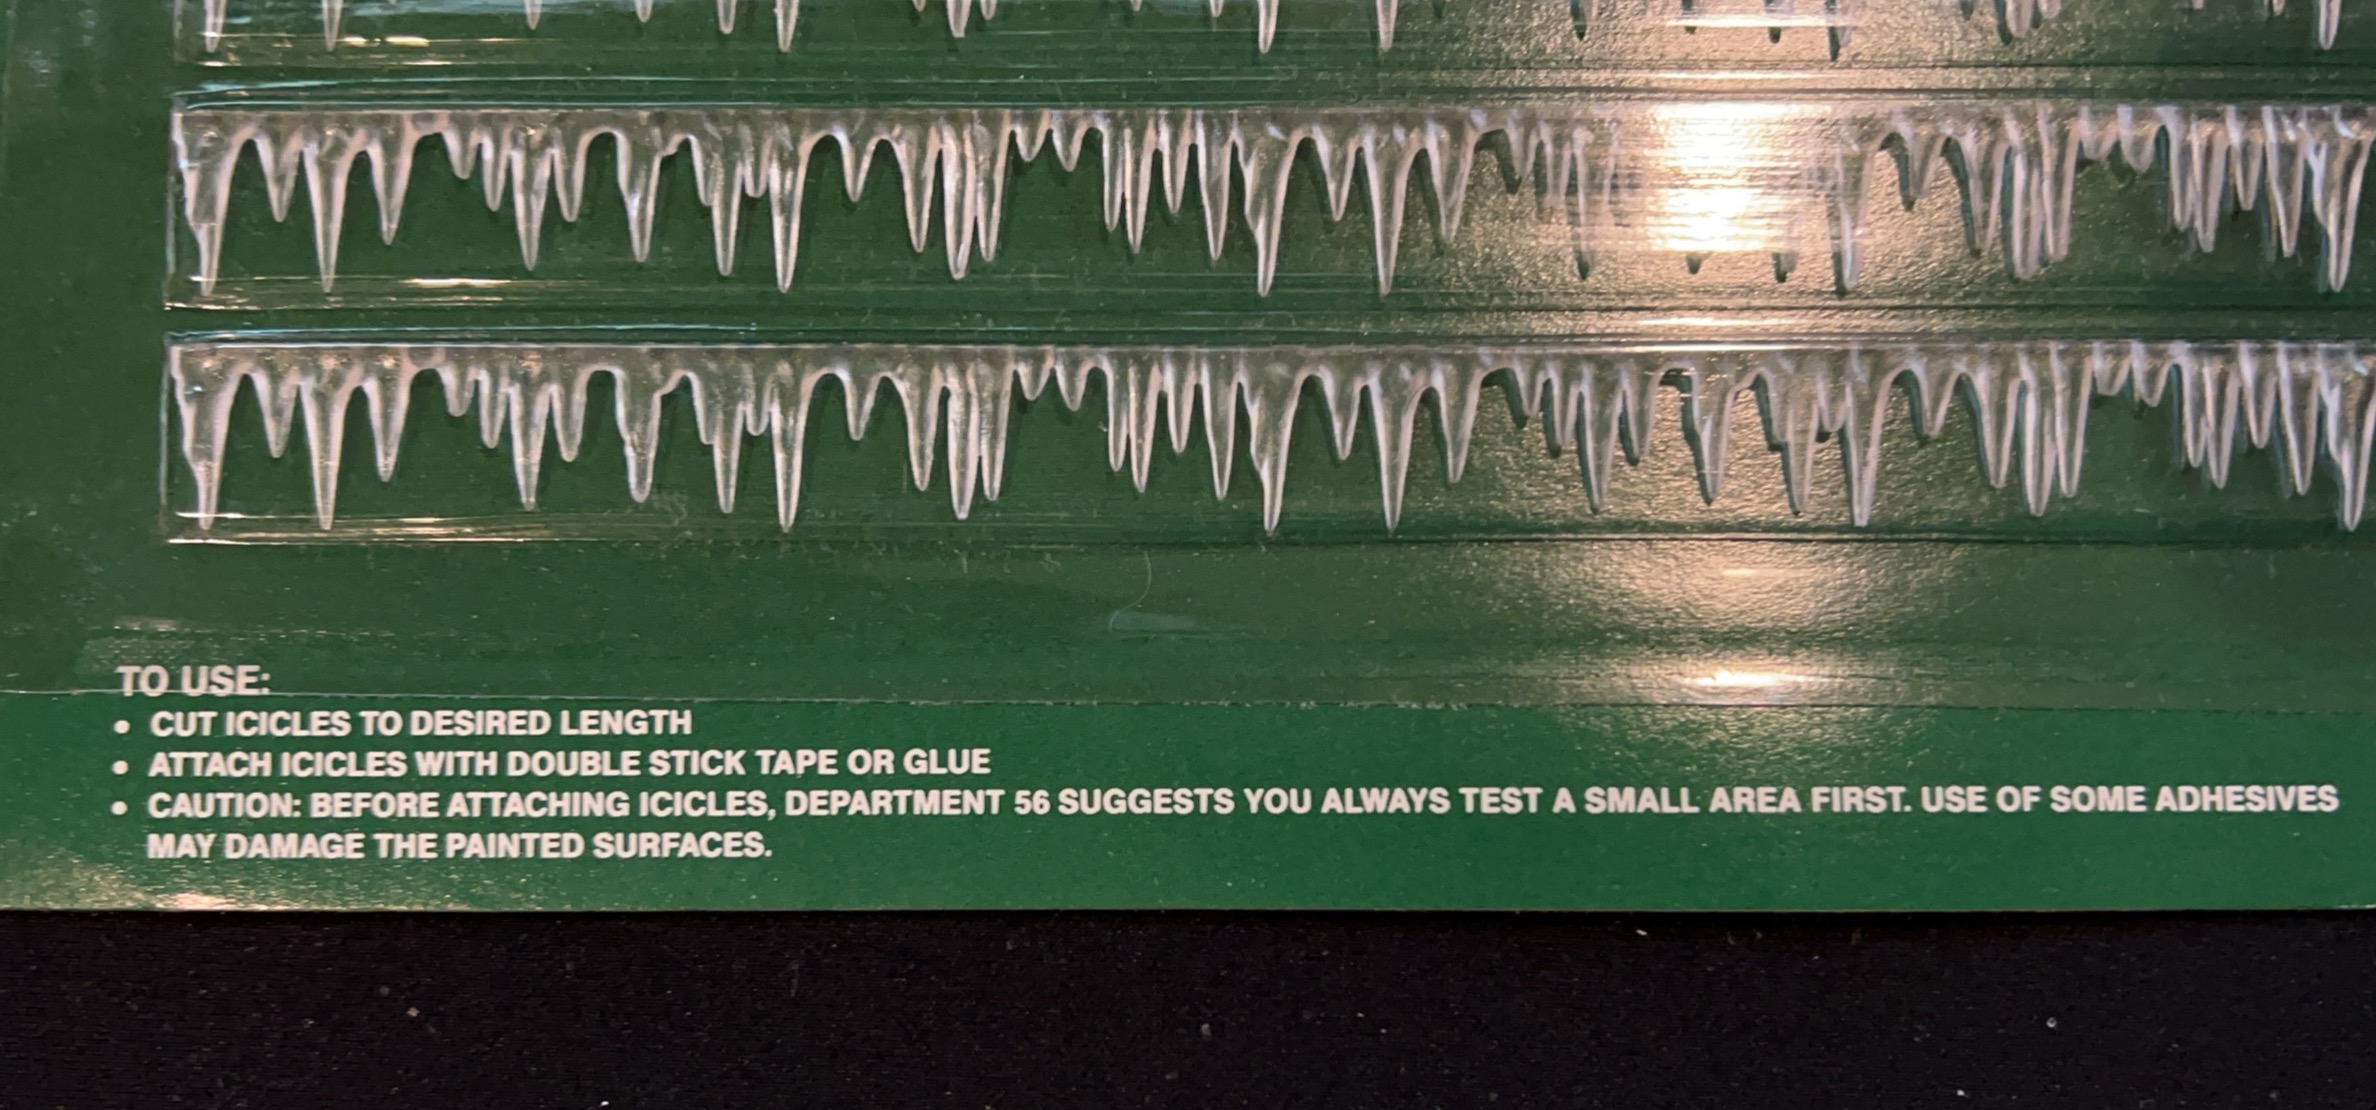 TO USE:
• CUT ICICLES TO DESIRED LENGTH
• ATTACH ICICLES WITH DOUBLE STICK TAPE OR GLUE
• CAUTION: BEFORE ATTACHING ICICLES, DEPARTMENT 56 SUGGESTS YOU ALWAYS TEST A SMALL AREA FIRST. USE OF SOME ADHESIVES
MAY DAMAGE THE PAINTED SURFACES.